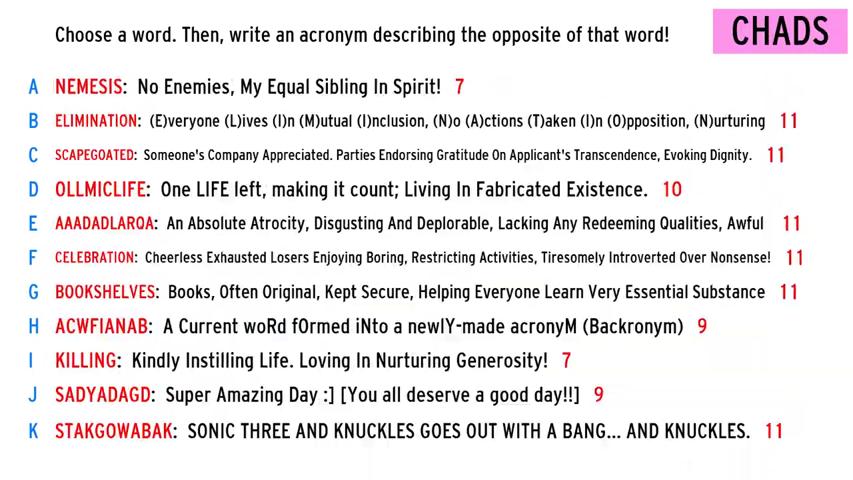 Choose a word. Then, write an acronym describing the opposite of that word!
CHADS
A NEMESIS: No Enemies, My Equal Sibling In Spirit! 7
B ELIMINATION: (E)veryone (L)ives (I)n (M)utual (I)nclusion, (N)o (A)ctions (T)aken (I)n (O)pposition, (N)urturing 11
C SCAPEGOATED: Someone's Company Appreciated. Parties Endorsing Gratitude On Applicant's Transcendence, Evoking Dignity. 11
D OLLMICLIFE: One LIFE left, making it count; Living In Fabricated Existence. 10
E AAADADLARQA: An Absolute Atrocity, Disgusting And Deplorable, Lacking Any Redeeming Qualities, Awful 11
F CELEBRATION: Cheerless Exhausted Losers Enjoying Boring, Restricting Activities, Tiresomely Introverted Over Nonsense! 11
G BOOKSHELVES: Books, Often Original, Kept Secure, Helping Everyone Learn Very Essential Substance 11
H ACWFIANAB: A Current woRd fOrmed iNto a newlY-made acronyM (Backronym) 9
I KILLING: Kindly Instilling Life. Loving In Nurturing Generosity! 7
J SADYADAGD: Super Amazing Day :] [You all deserve a good day!!] 9
K STAKGOWABAK: SONIC THREE AND KNUCKLES GOES OUT WITH A BANG... AND KNUCKLES. 11